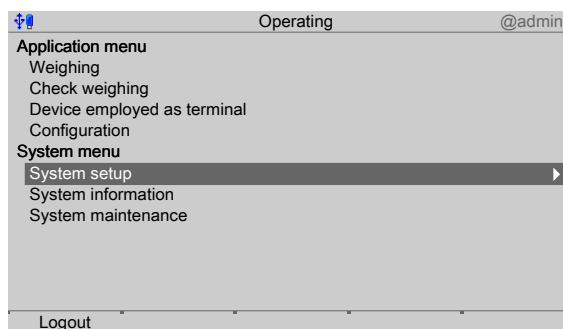 Operating @admin
Application menu
Weighing
Check weighing
Device employed as terminal
Configuration
System menu
System setup
System information
System maintenance
Logout